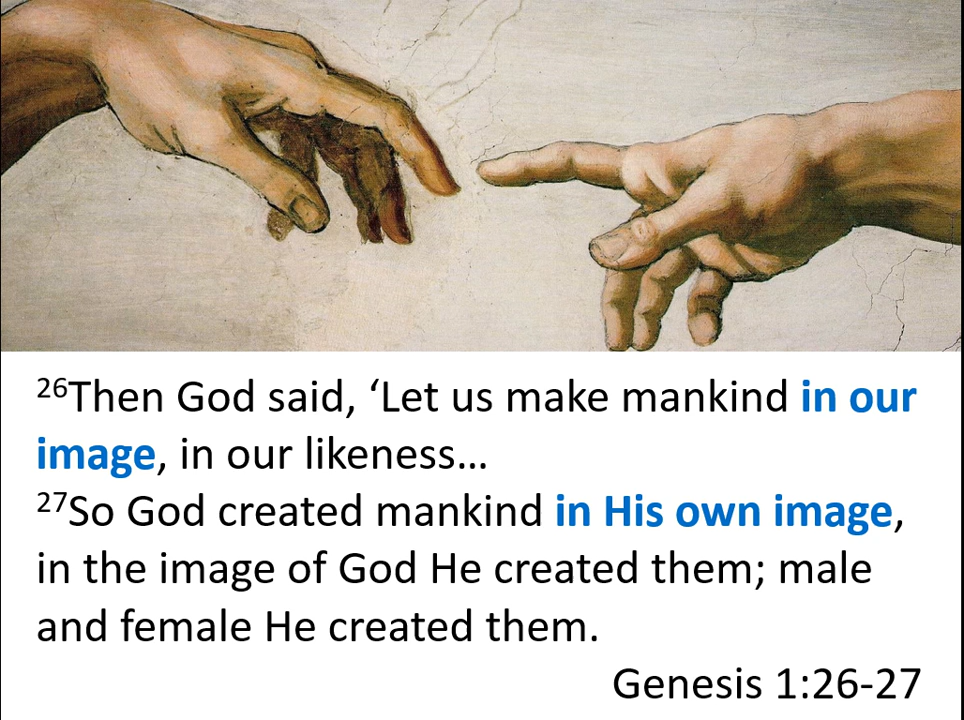 ²⁶Then God said, ‘Let us make mankind in our
image, in our likeness…
²⁷So God created mankind in His own image,
in the image of God He created them; male
and female He created them.
Genesis 1:26-27